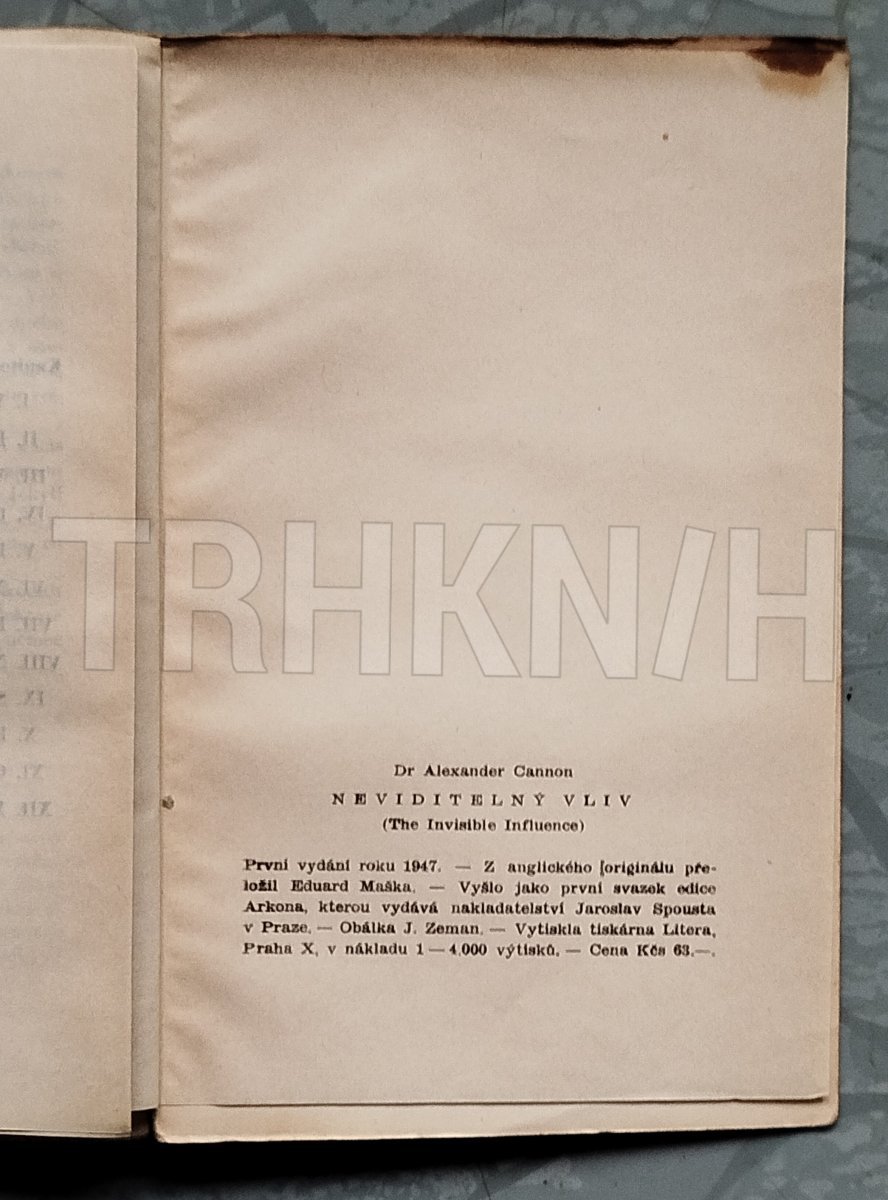 TRHKN/H
Dr Alexander Cannon
NEVIDITELNÝ VLIV
(The Invisible Influence)
První vydání roku 1947. — Z anglického [originálu pře-
ložil Eduard Maška. — Vyšlo jako první svazek edice
Arkona, kterou vydává nakladatelství Jaroslav Spousta
v Praze. — Obálka J. Zeman. — Vytiskla tiskárna Litera,
Praha X, v nákladu 1—4.000 výtisků. — Cena Kčs 63.—.